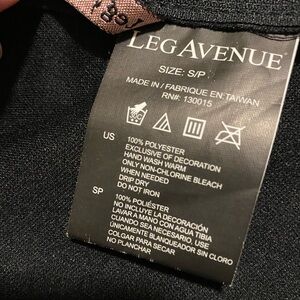 LEG AVENUE
SIZE: S/P
MADE IN / FABRIQUE EN TAIWAN
RN#: 130015
US 100% POLYESTER
EXCLUSIVE OF DECORATION
HAND WASH WARM
ONLY NON-CHLORINE BLEACH
WHEN NEEDED
DRIP DRY
DO NOT IRON
SP 100% POLIÉSTER
NO INCLUYE LA DECORACIÓN
LAVAR A MANO CON AGUA TIBIA
CUANDO SEA NECESARIO, USE
ÚNICAMENTE BLANQUEADOR SIN CLORO
COLGAR PARA SECAR
NO PLANCHAR